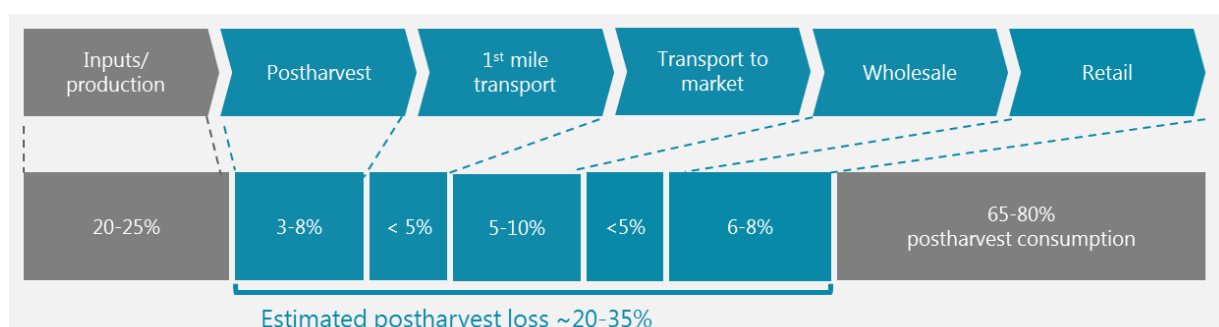 Inputs/
production
Postharvest
1st mile
transport
Transport to
market
Wholesale
Retail
20-25%
3-8%
< 5%
5-10%
<5%
6-8%
65-80%
postharvest consumption
Estimated postharvest loss ~20-35%